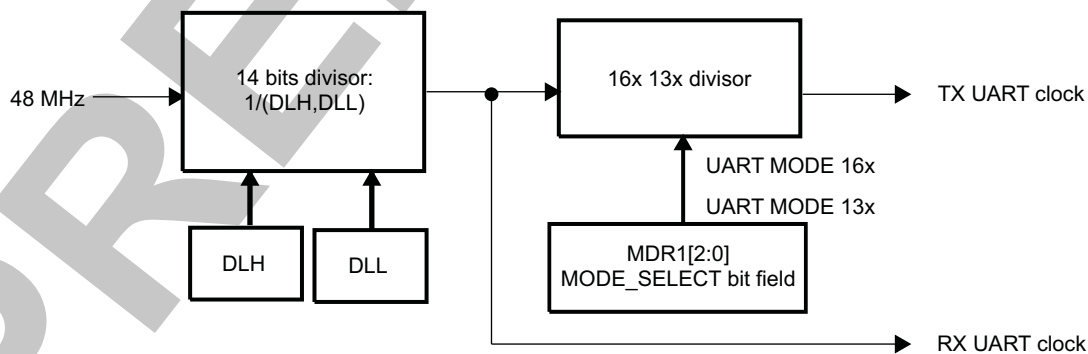 48 MHz
14 bits divisor:
1/(DLH,DLL)
16x 13x divisor
TX UART clock
UART MODE 16x
UART MODE 13x
DLH
DLL
MDR1[2:0]
MODE_SELECT bit field
RX UART clock